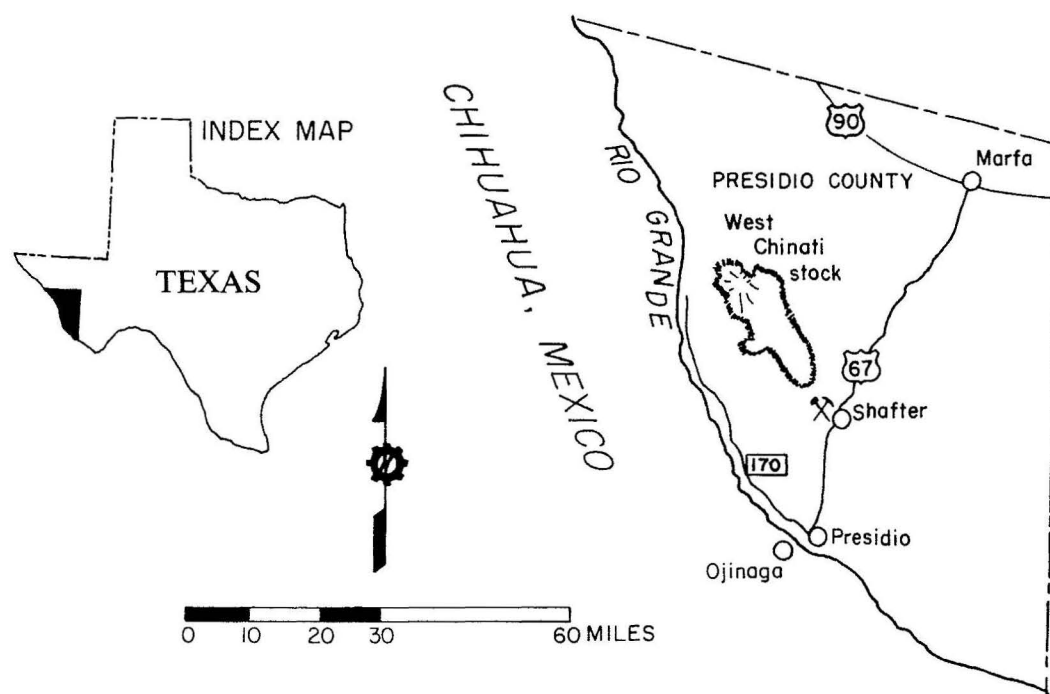 INDEX MAP
TEXAS
CHIHUAHUA, MEXICO
RIO GRANDE
90
Marfa
PRESIDIO COUNTY
West
Chinati
stock
67
Shafter
170
Presidio
Ojinaga
0 10 20 30 60 MILES